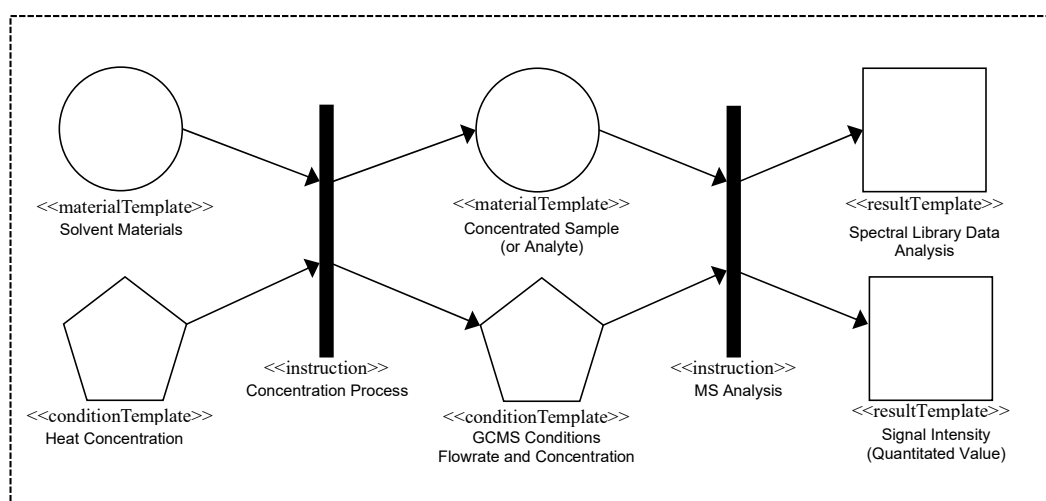 <<materialTemplate>>
Solvent Materials
<<materialTemplate>>
Concentrated Sample
(or Analyte)
<<resultTemplate>>
Spectral Library Data
Analysis
<<conditionTemplate>>
Heat Concentration
<<instruction>>
Concentration Process
<<conditionTemplate>>
GCMS Conditions
Flowrate and Concentration
<<instruction>>
MS Analysis
<<resultTemplate>>
Signal Intensity
(Quantitated Value)